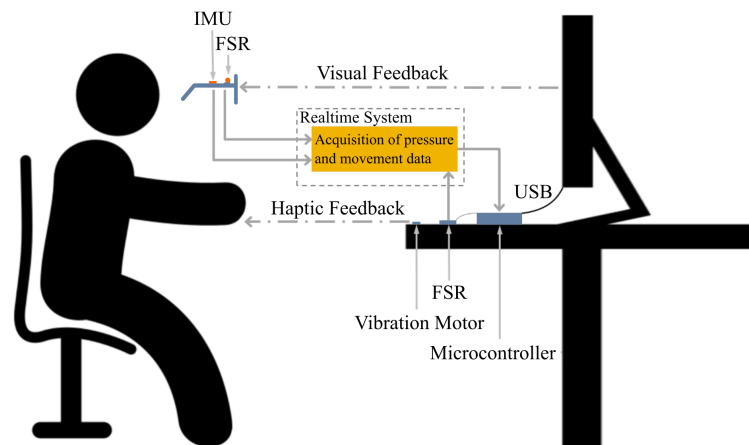 IMU
FSR
Visual Feedback
Realtime System
Acquisition of pressure
and movement data
USB
Haptic Feedback
FSR
Vibration Motor
Microcontroller